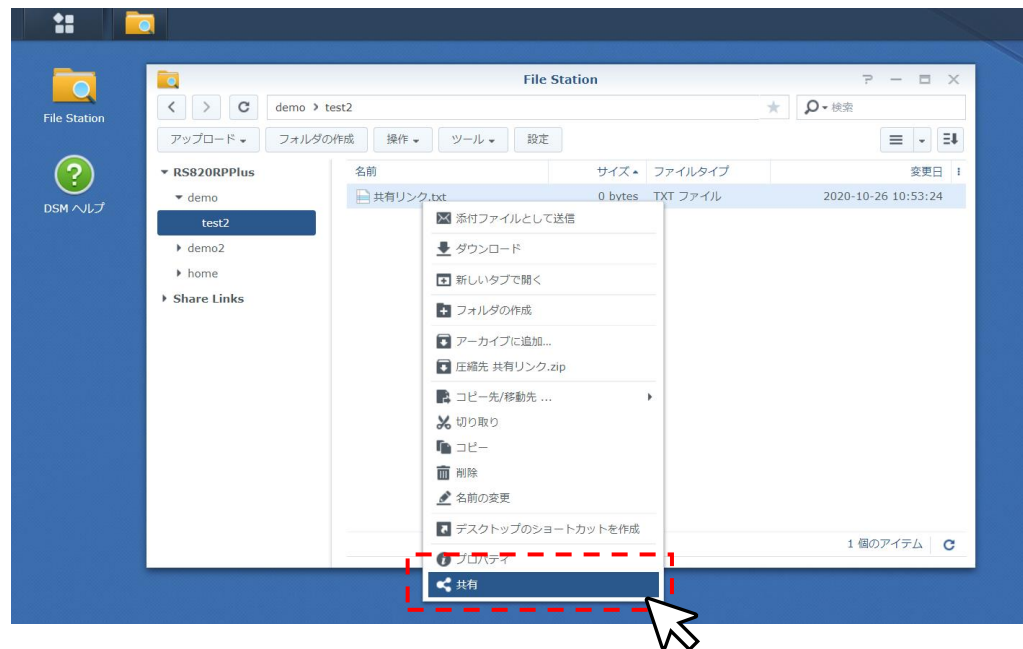 File Station
DSM ヘルプ
File Station
demo
test2
検索
アップロード
フォルダの作成
操作
ツール
設定
RS820RPPlus
demo
test2
demo2
home
Share Links
名前 サイズ ファイルタイプ 変更日
共有リンク.txt 0 bytes TXT ファイル 2020-10-26 10:53:24
添付ファイルとして送信
ダウンロード
新しいタブで開く
フォルダの作成
アーカイブに追加...
圧縮先 共有リンク.zip
コピー先/移動先 ...
切り取り
コピー
削除
名前の変更
デスクトップのショートカットを作成
プロパティ
共有
1 個のアイテム